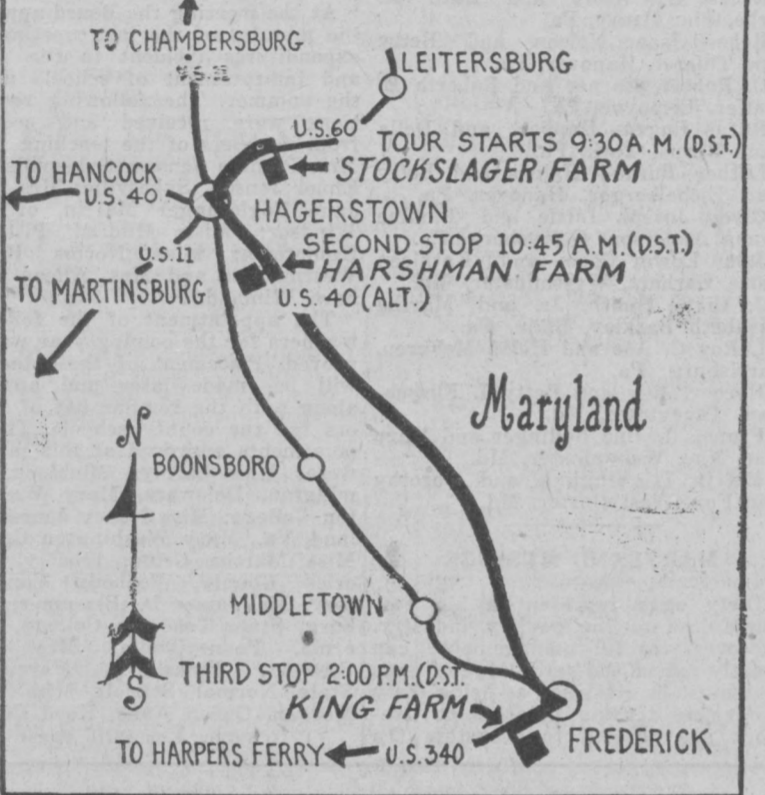 TO CHAMBERSBURG
U.S. 11
LEITERSBURG
U.S.60
TOUR STARTS 9:30 A.M. (D.S.T.)
STOCKSLAGER FARM
TO HANCOCK
U.S. 40
HAGERSTOWN
U.S.11
SECOND STOP 10:45 A.M. (D.S.T.)
HARSHMAN FARM
TO MARTINSBURG
U.S. 40 (ALT.)
Maryland
N
BOONSBORO
MIDDLETOWN
S
THIRD STOP 2:00 P.M. (D.S.T.
KING FARM
TO HARPERS FERRY
U.S.340
FREDERICK